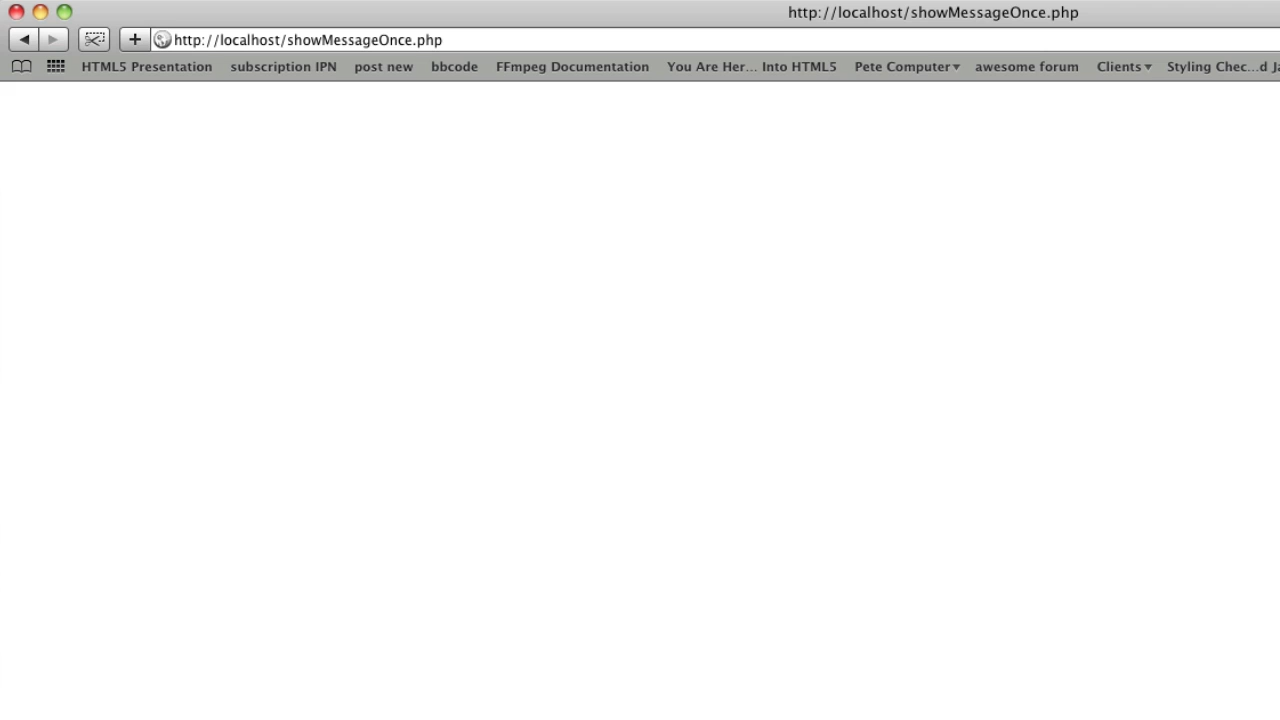 http://localhost/showMessageOnce.php
http://localhost/showMessageOnce.php
HTML5 Presentation subscription IPN post new bbcode FFmpeg Documentation You Are Her... Into HTML5 Pete Computer awesome forum Clients Styling Chec...d Ja